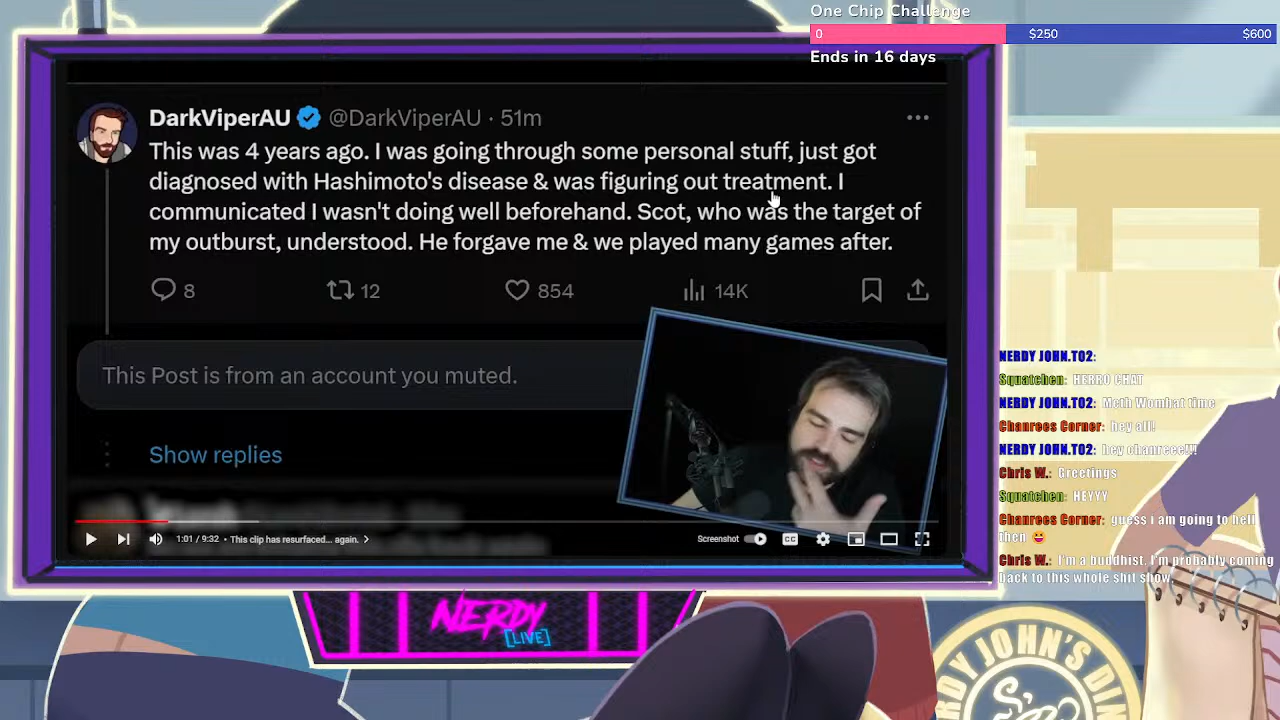 One Chip Challenge
0 $250 $600
Ends in 16 days
DarkViperAU @DarkViperAU · 51m
This was 4 years ago. I was going through some personal stuff, just got
diagnosed with Hashimoto's disease & was figuring out treatment. I
communicated I wasn't doing well beforehand. Scot, who was the target of
my outburst, understood. He forgave me & we played many games after.
8 12 854 14K
This Post is from an account you muted.
Show replies
1:01 / 9:32 • This clip has resurfaced... again.
Screenshot
CC
NERDY JOHN.TO2:
Squatchen: HERRO CHAT
NERDY JOHN.TO2: Meth Wombat time
Chanrees Corner: hey all!
NERDY JOHN.TO2: hey chanree!!!
Chris W.: Greetings
Squatchen: HEYYY
Chanrees Corner: guess i am going to hell
then 😛
Chris W.: I'm a buddhist. I'm probably coming
back to this whole shit show.
NERDY
[LIVE]